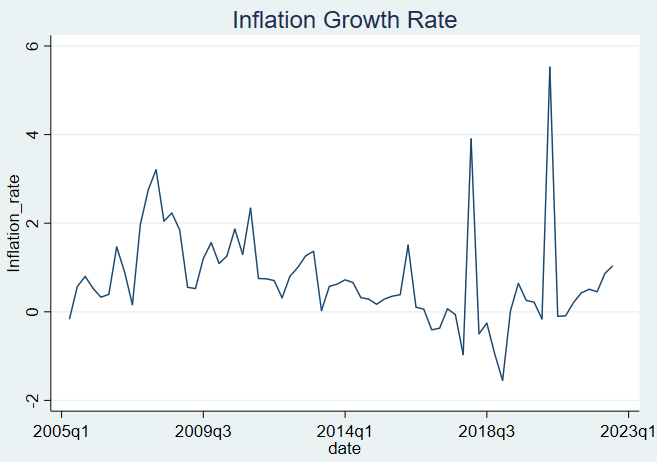 Inflation Growth Rate
Inflation_rate
6
4
2
0
-2
2005q1 2009q3 2014q1 2018q3 2023q1
date